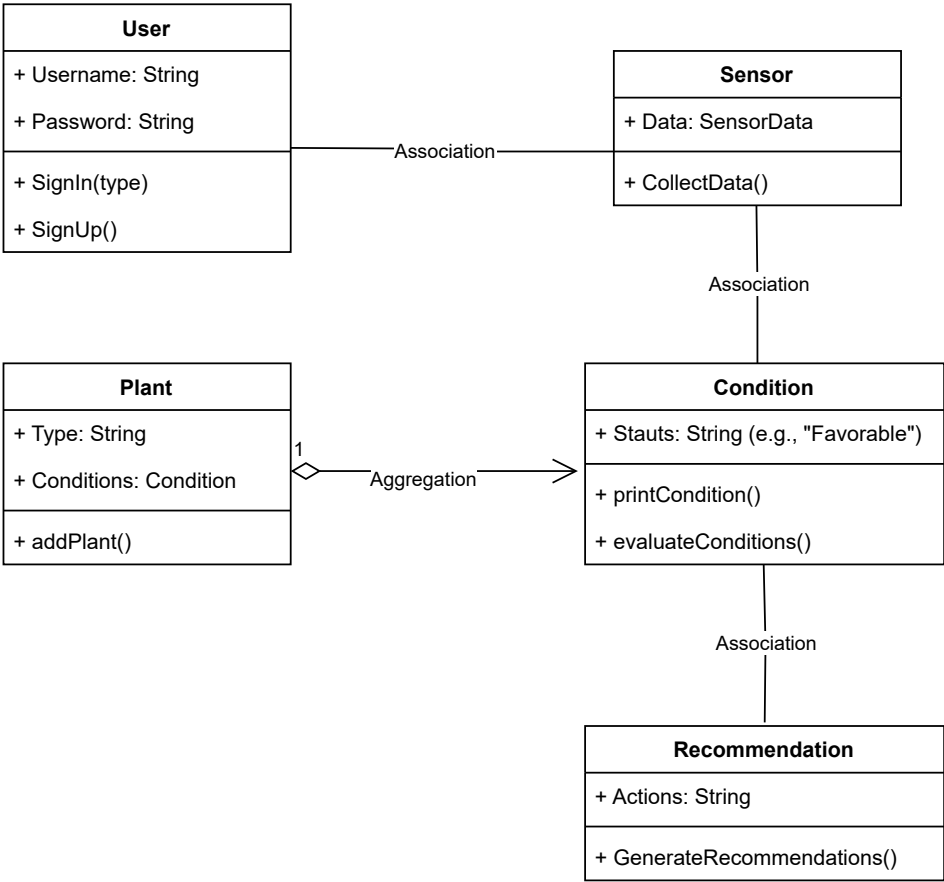 User
+ Username: String
+ Password: String
+ SignIn(type)
+ SignUp()
Association
Sensor
+ Data: SensorData
+ CollectData()
Association
Plant
+ Type: String
+ Conditions: Condition
+ addPlant()
1
Aggregation
Condition
+ Stauts: String (e.g., "Favorable")
+ printCondition()
+ evaluateConditions()
Association
Recommendation
+ Actions: String
+ GenerateRecommendations()